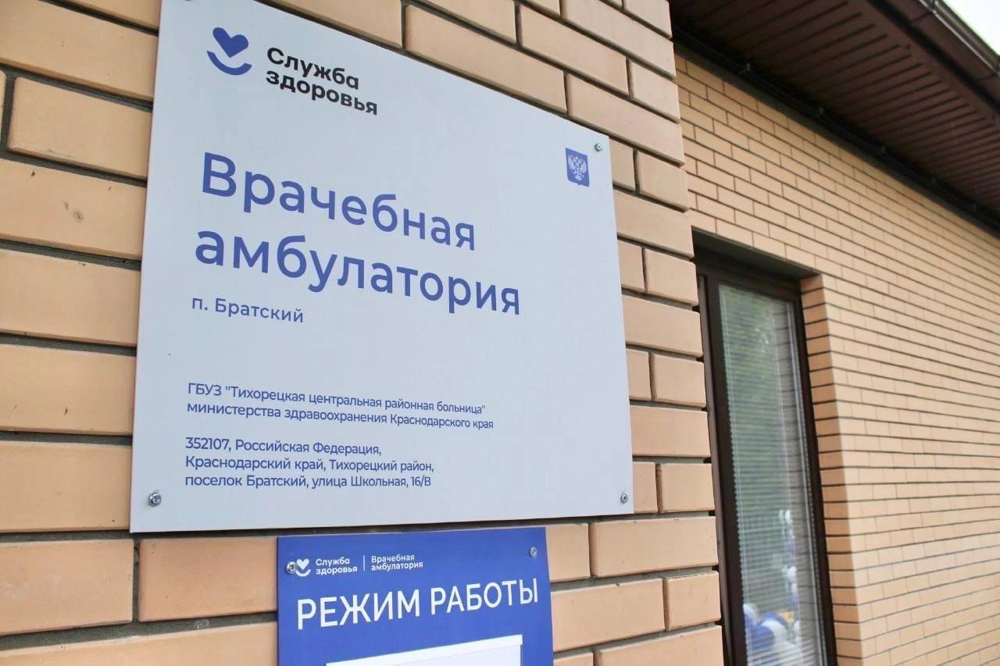 Служба
здоровья
Врачебная
амбулатория
п. Братский
ГБУЗ "Тихорецкая центральная районная больница"
министерства здравоохранения Краснодарского края
352107, Российская Федерация,
Краснодарский край, Тихорецкий район,
поселок Братский, улица Школьная, 16/В
Служба
здоровья
Врачебная
амбулатория
РЕЖИМ РАБОТЫ